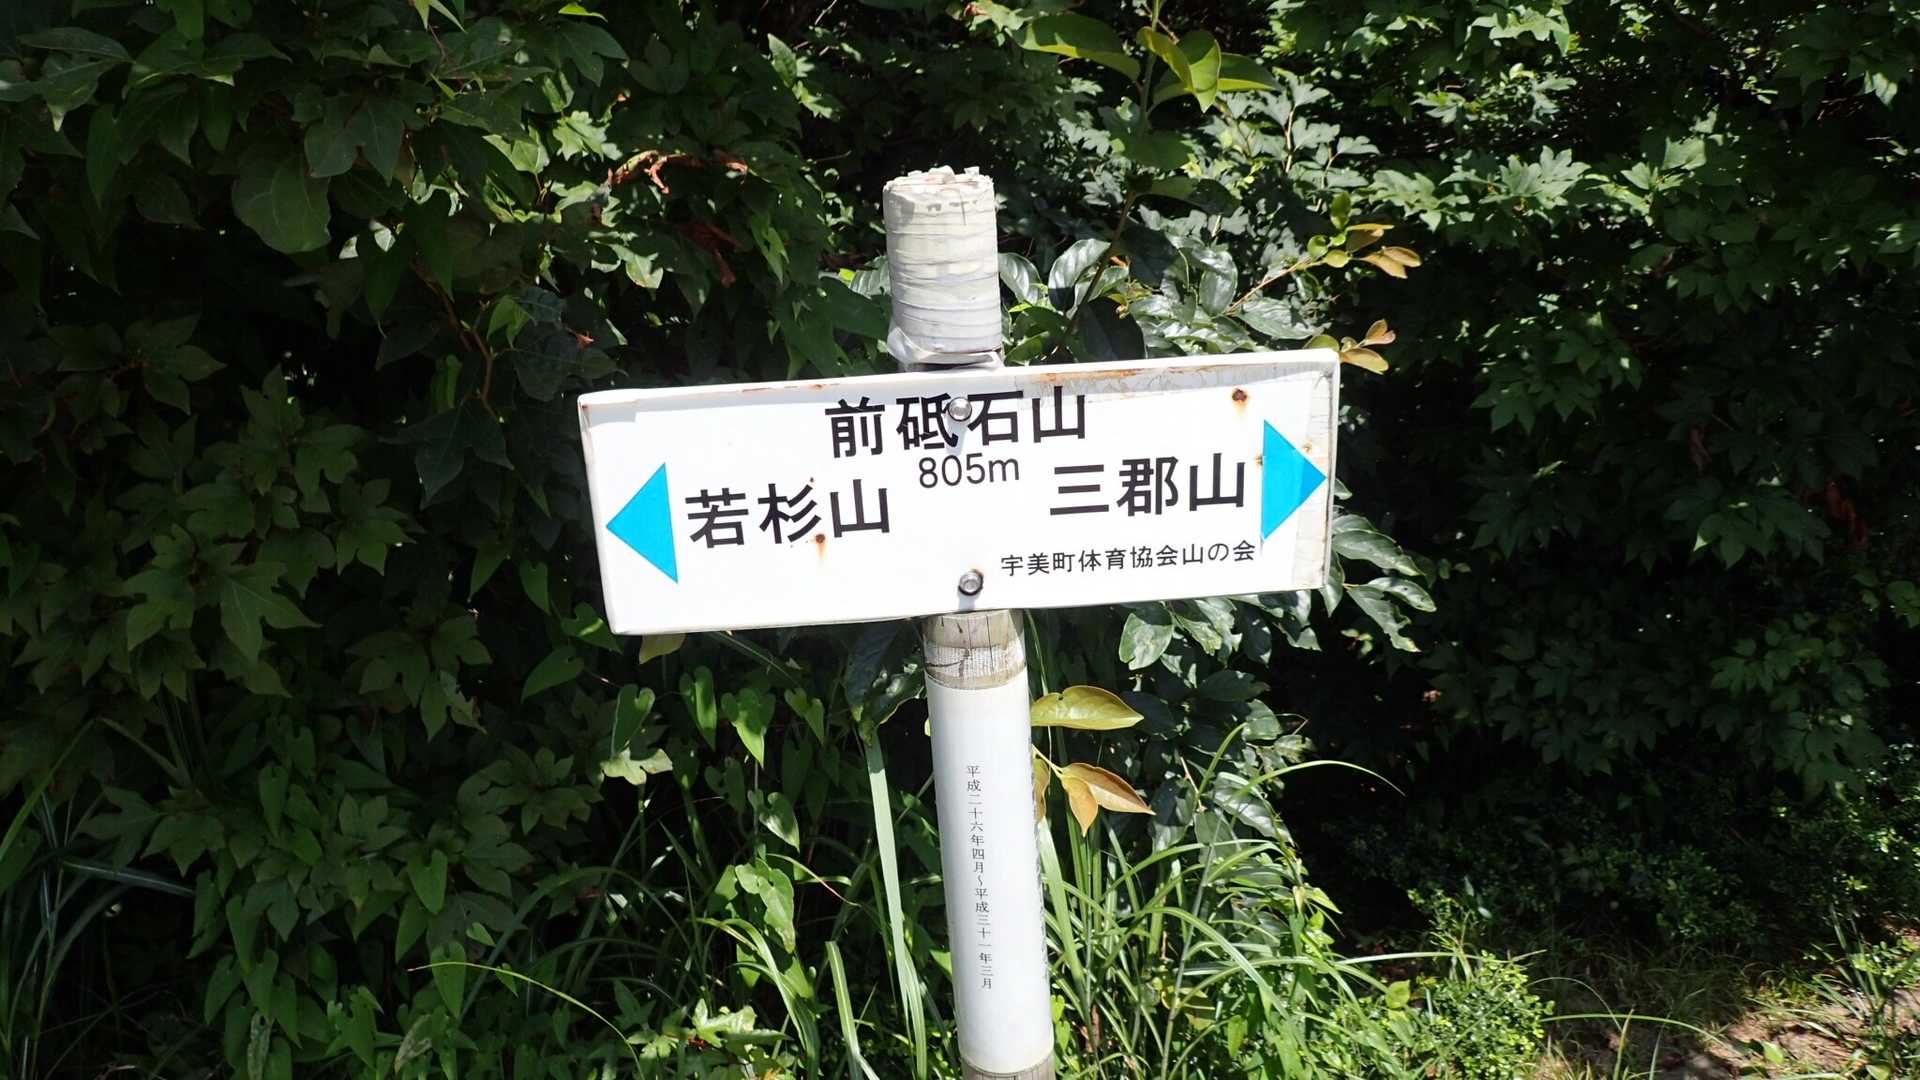 前砥石山
805m
若杉山 三郡山
宇美町体育協会山の会
平成二十六年四月～平成三十一年三月